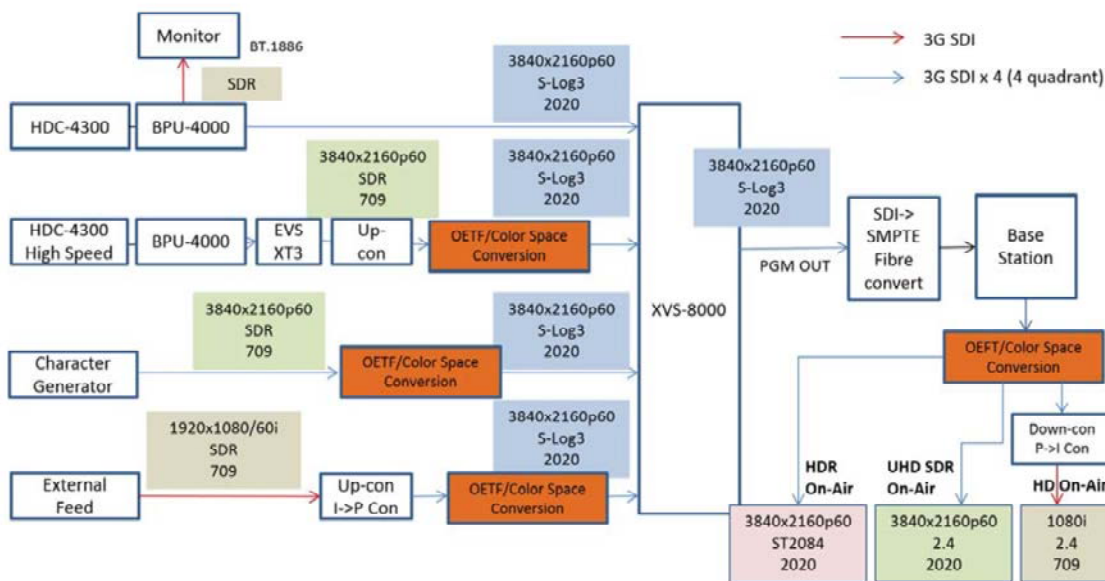 Monitor
BT.1886
SDR
3G SDI
3G SDI x 4 (4 quadrant)
3840x2160p60
S-Log3
2020
HDC-4300
BPU-4000
3840x2160p60
SDR
709
3840x2160p60
S-Log3
2020
3840x2160p60
S-Log3
2020
HDC-4300
High Speed
BPU-4000
EVS
XT3
Up-
con
OETF/Color Space
Conversion
XVS-8000
PGM OUT
SDI->
SMPTE
Fibre
convert
Base
Station
3840x2160p60
SDR
709
3840x2160p60
S-Log3
2020
Character
Generator
OETF/Color Space
Conversion
OEFT/Color Space
Conversion
1920x1080/60i
SDR
709
3840x2160p60
S-Log3
2020
External
Feed
Up-con
I->P Con
OETF/Color Space
Conversion
Down-con
P->I Con
HDR
On-Air
UHD SDR
On-Air
HD On-Air
3840x2160p60
ST2084
2020
3840x2160p60
2.4
2020
1080i
2.4
709